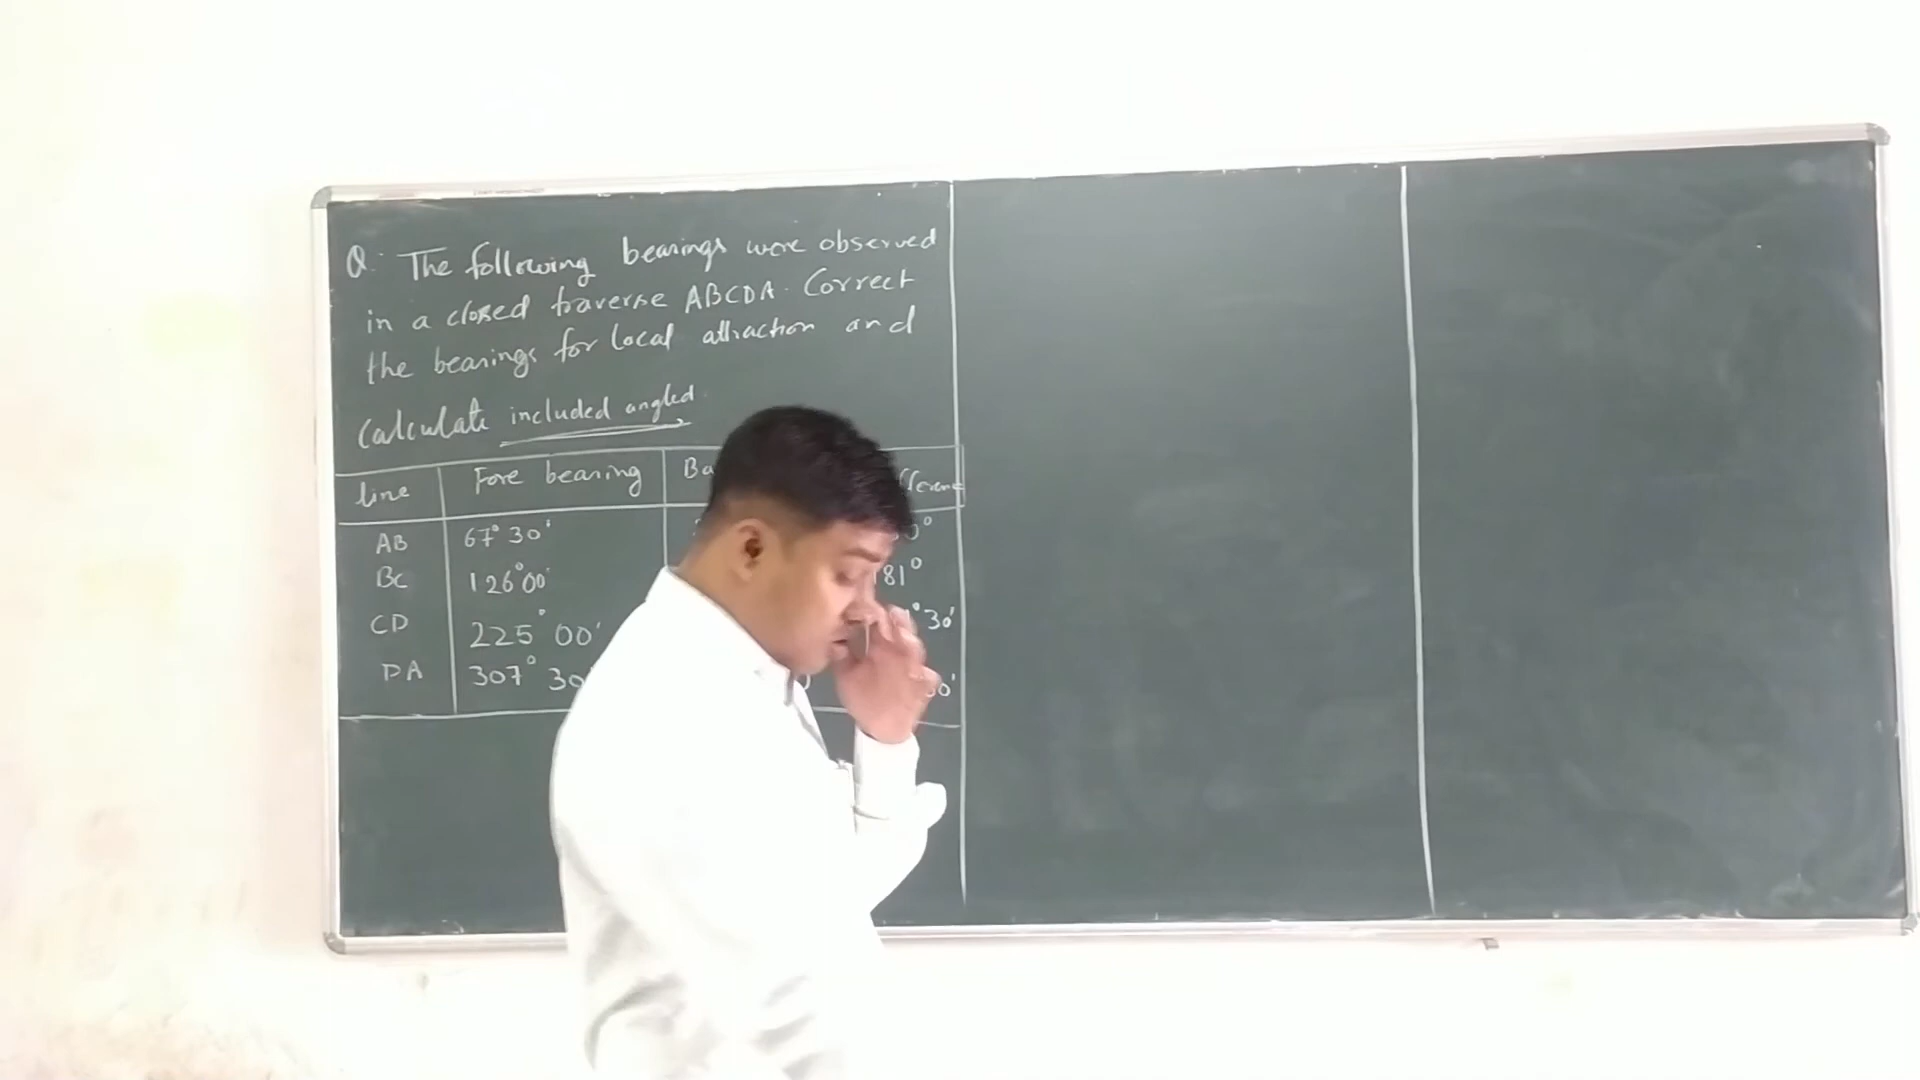 Q. The following bearings were observed
in a closed traverse ABCDA. Correct
the bearings for local attraction and
Calculate included angled.
line Fore bearing
AB 67° 30'
BC 126° 00' 181°
CD 225° 00' 30'
DA 307° 30